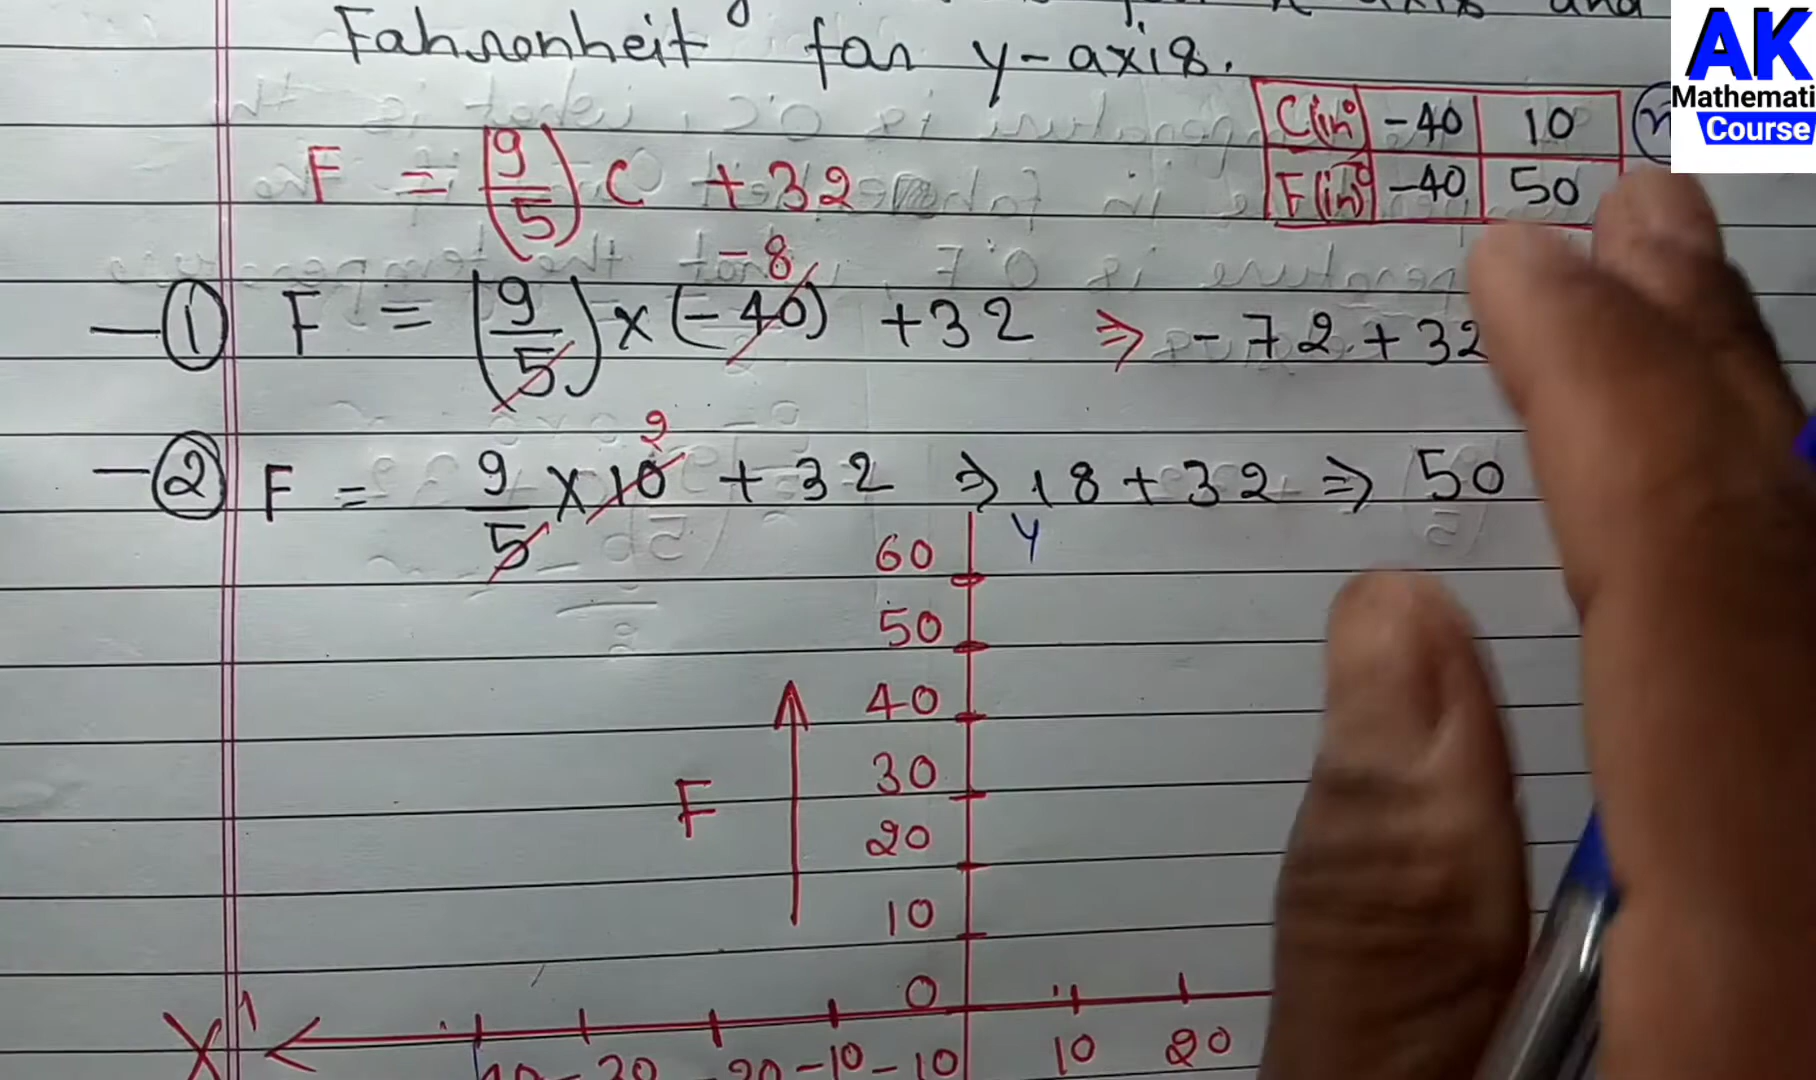 Fahrenheit for y-axis.
AK
Mathemati
Course
C(in°) -40 10
F(in)° -40 50
F = (9/5) C + 32
-8
-① F = (9/5) x (-40) + 32 ⇒ -72 + 32
2
-② F = 9/5 x 10 + 32 ⇒ 18 + 32 ⇒ 50
Y
60
50
40
30
F
20
10
0
X'
-20 -10 -10 10 20